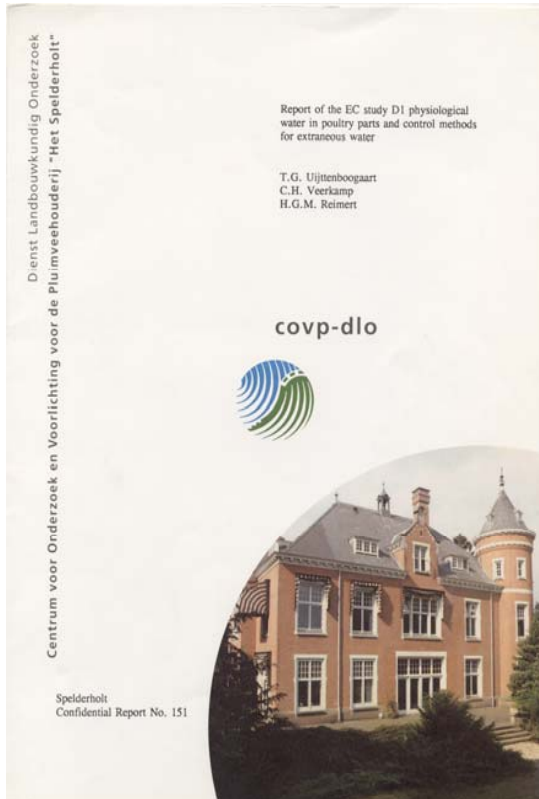 Dienst Landbouwkundig Onderzoek
Centrum voor Onderzoek en Voorlichting voor de Pluimveehouderij "Het Spelderholt"
Report of the EC study D1 physiological
water in poultry parts and control methods
for extraneous water
T.G. Uijttenboogaart
C.H. Veerkamp
H.G.M. Reimert
covp-dlo
Spelderholt
Confidential Report No. 151